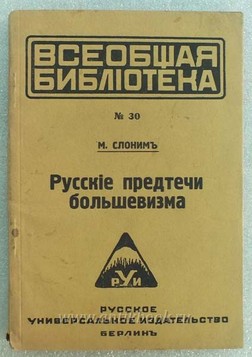 ВСЕОБЩАЯ
БИБЛІОТЕКА
№ 30
М. СЛОНИМЪ
Русскіе предтечи
большевизма
РУИ
РУССКОЕ
УНИВЕРСАЛЬНОЕ ИЗДАТЕЛЬСТВО
БЕРЛИНЪ